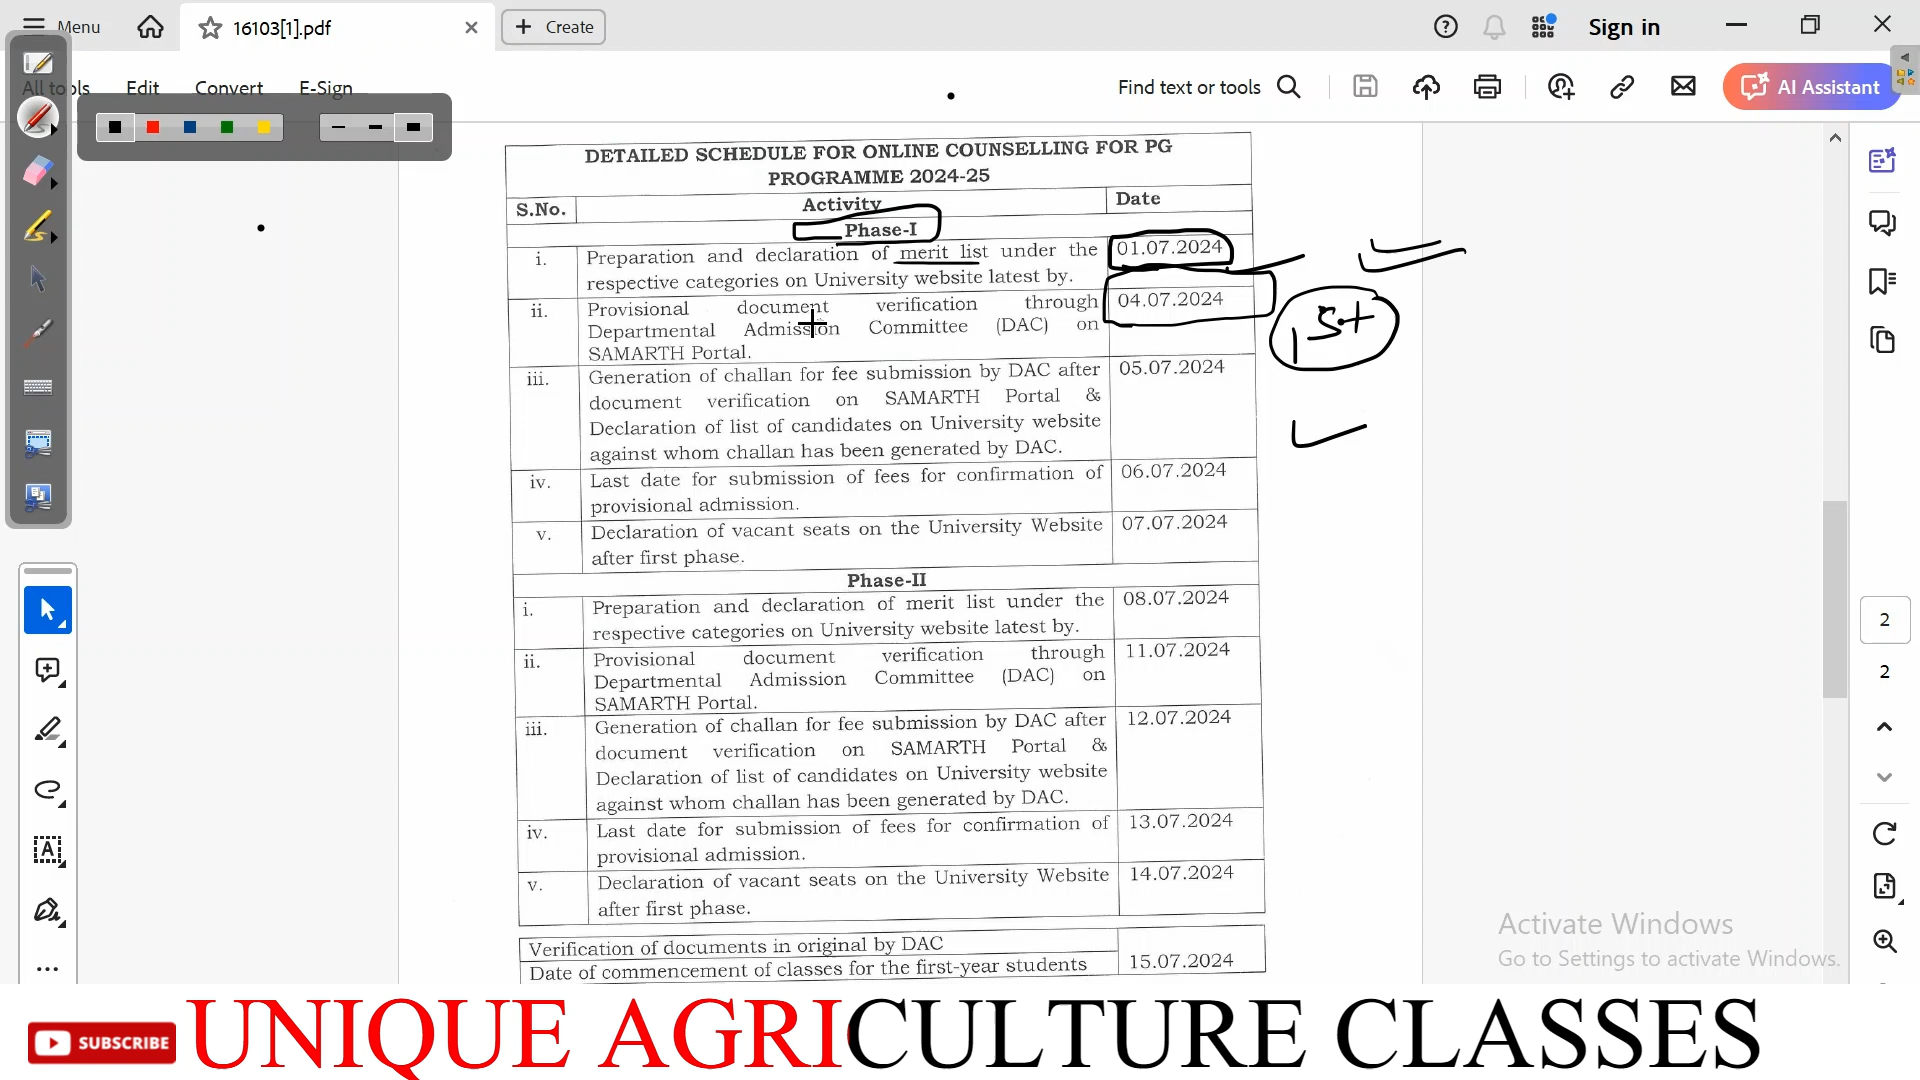 Menu
16103[1].pdf
Create
Sign in
All tools
Edit
Convert
E-Sign
Find text or tools
AI Assistant
DETAILED SCHEDULE FOR ONLINE COUNSELLING FOR PG
PROGRAMME 2024-25
S.No. Activity Date
Phase-I
i. Preparation and declaration of merit list under the 01.07.2024
respective categories on University website latest by.
ii. Provisional document verification through 04.07.2024
Departmental Admission Committee (DAC) on
SAMARTH Portal.
1st
iii. Generation of challan for fee submission by DAC after 05.07.2024
document verification on SAMARTH Portal &
Declaration of list of candidates on University website
against whom challan has been generated by DAC.
iv. Last date for submission of fees for confirmation of 06.07.2024
provisional admission.
v. Declaration of vacant seats on the University Website 07.07.2024
after first phase.
Phase-II
i. Preparation and declaration of merit list under the 08.07.2024
respective categories on University website latest by.
ii. Provisional document verification through 11.07.2024
Departmental Admission Committee (DAC) on
SAMARTH Portal.
iii. Generation of challan for fee submission by DAC after 12.07.2024
document verification on SAMARTH Portal &
Declaration of list of candidates on University website
against whom challan has been generated by DAC.
iv. Last date for submission of fees for confirmation of 13.07.2024
provisional admission.
v. Declaration of vacant seats on the University Website 14.07.2024
after first phase.
Verification of documents in original by DAC
Date of commencement of classes for the first-year students 15.07.2024
2
2
Activate Windows
Go to Settings to activate Windows.
SUBSCRIBE
UNIQUE AGRICULTURE CLASSES